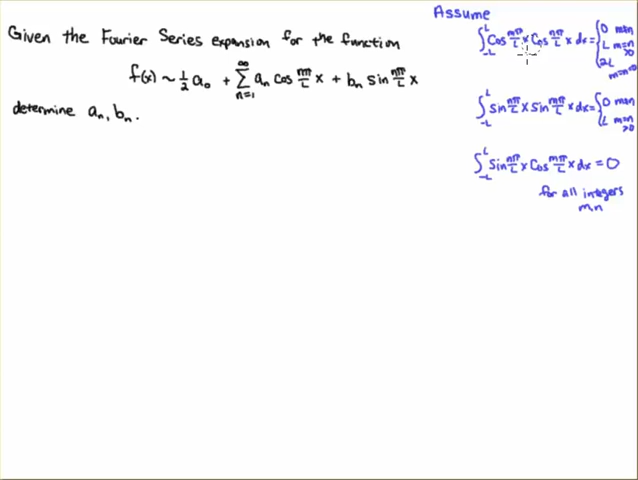 Assume
Given the Fourier Series expansion for the function
f(x) ~ ½ a₀ + ∑_{n=1}^{∞} aₙ cos nπ/L x + bₙ sin nπ/L x
determine aₙ, bₙ.
∫_{-L}^{L} Cos mπ/L x Cos nπ/L x dx = { 0 m≠n
L m=n >0
2L m=n=0
∫_{-L}^{L} sin nπ/L x sin mπ/L x dx = { 0 m≠n
L m=n >0
∫_{-L}^{L} sin nπ/L x Cos mπ/L x dx = 0
for all integers
m,n